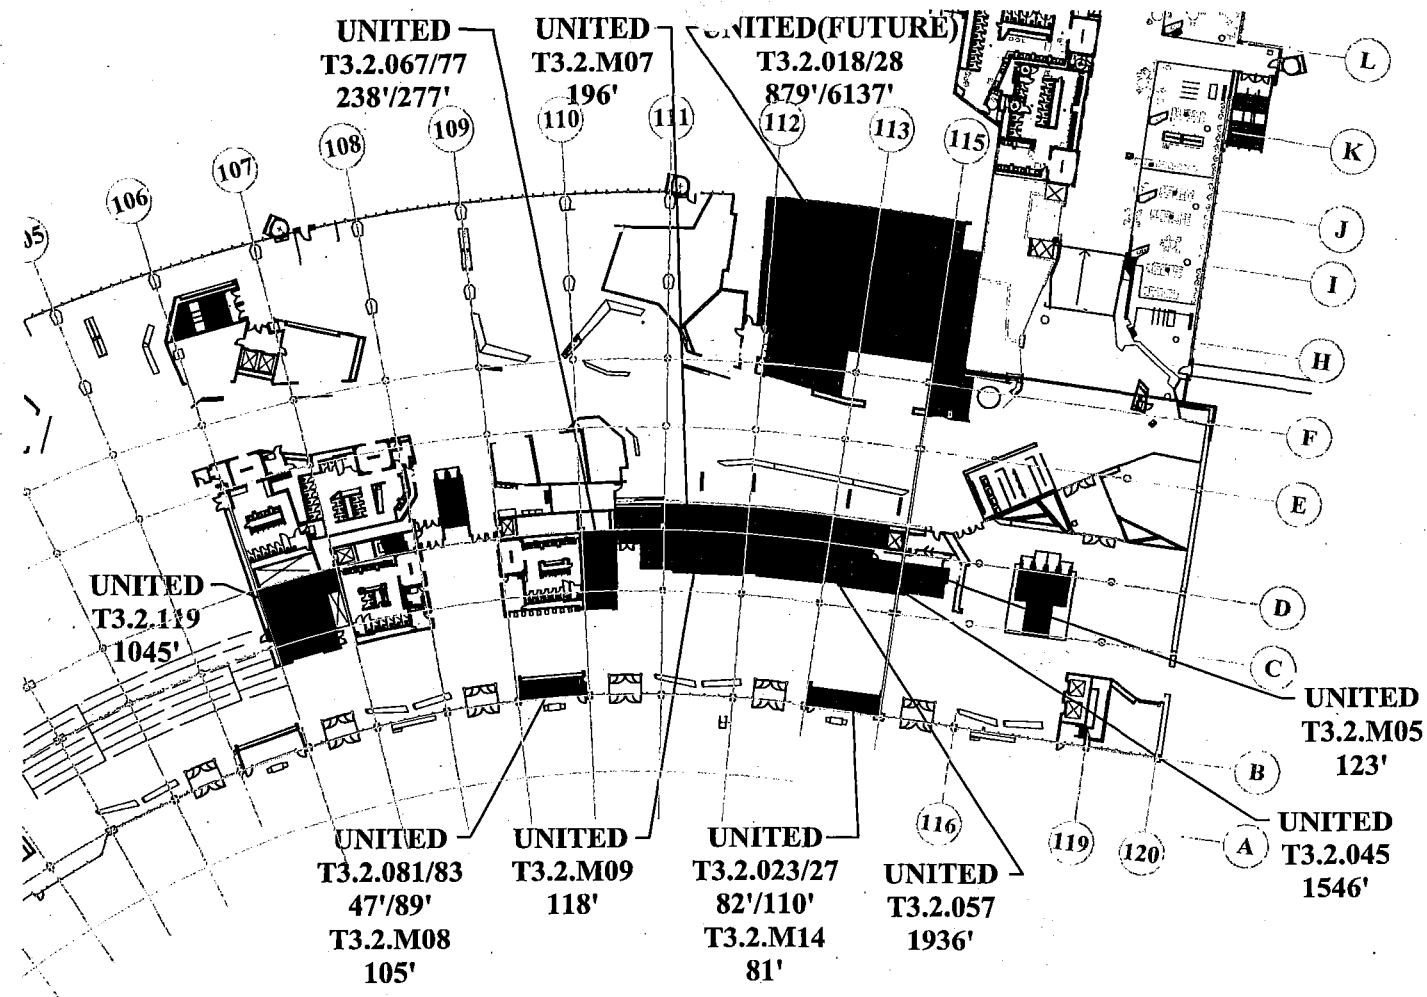 UNITED
T3.2.067/77
238'/277'
UNITED
T3.2.M07
196'
UNITED(FUTURE)
T3.2.018/28
879'/6137'
L
K
J
I
H
F
E
D
C
B
A
106
107
108
109
110
111
112
113
115
116
119
120
UNITED
T3.2.119
1045'
UNITED
T3.2.M05
123'
UNITED
T3.2.045
1546'
UNITED
T3.2.081/83
47'/89'
T3.2.M08
105'
UNITED
T3.2.M09
118'
UNITED
T3.2.023/27
82'/110'
T3.2.M14
81'
UNITED
T3.2.057
1936'